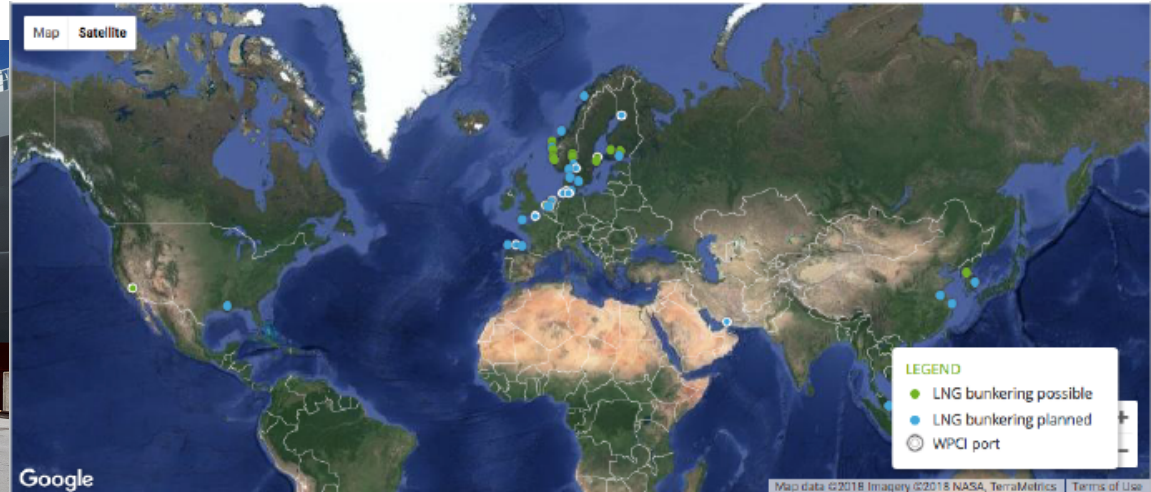 Map Satellite
LEGEND
LNG bunkering possible
LNG bunkering planned
WPCI port
+
−
Google
Map data ©2018 Imagery ©2018 NASA, TerraMetrics Terms of Use